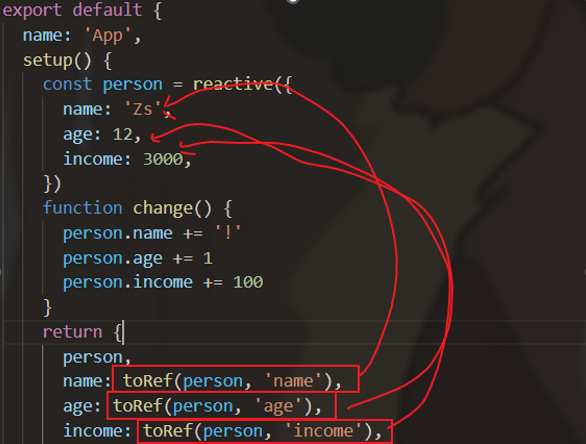 export default {
name: 'App',
setup() {
const person = reactive({
name: 'Zs',
age: 12,
income: 3000,
})
function change() {
person.name += '!'
person.age += 1
person.income += 100
}
return {
person,
name: toRef(person, 'name'),
age: toRef(person, 'age'),
income: toRef(person, 'income'),